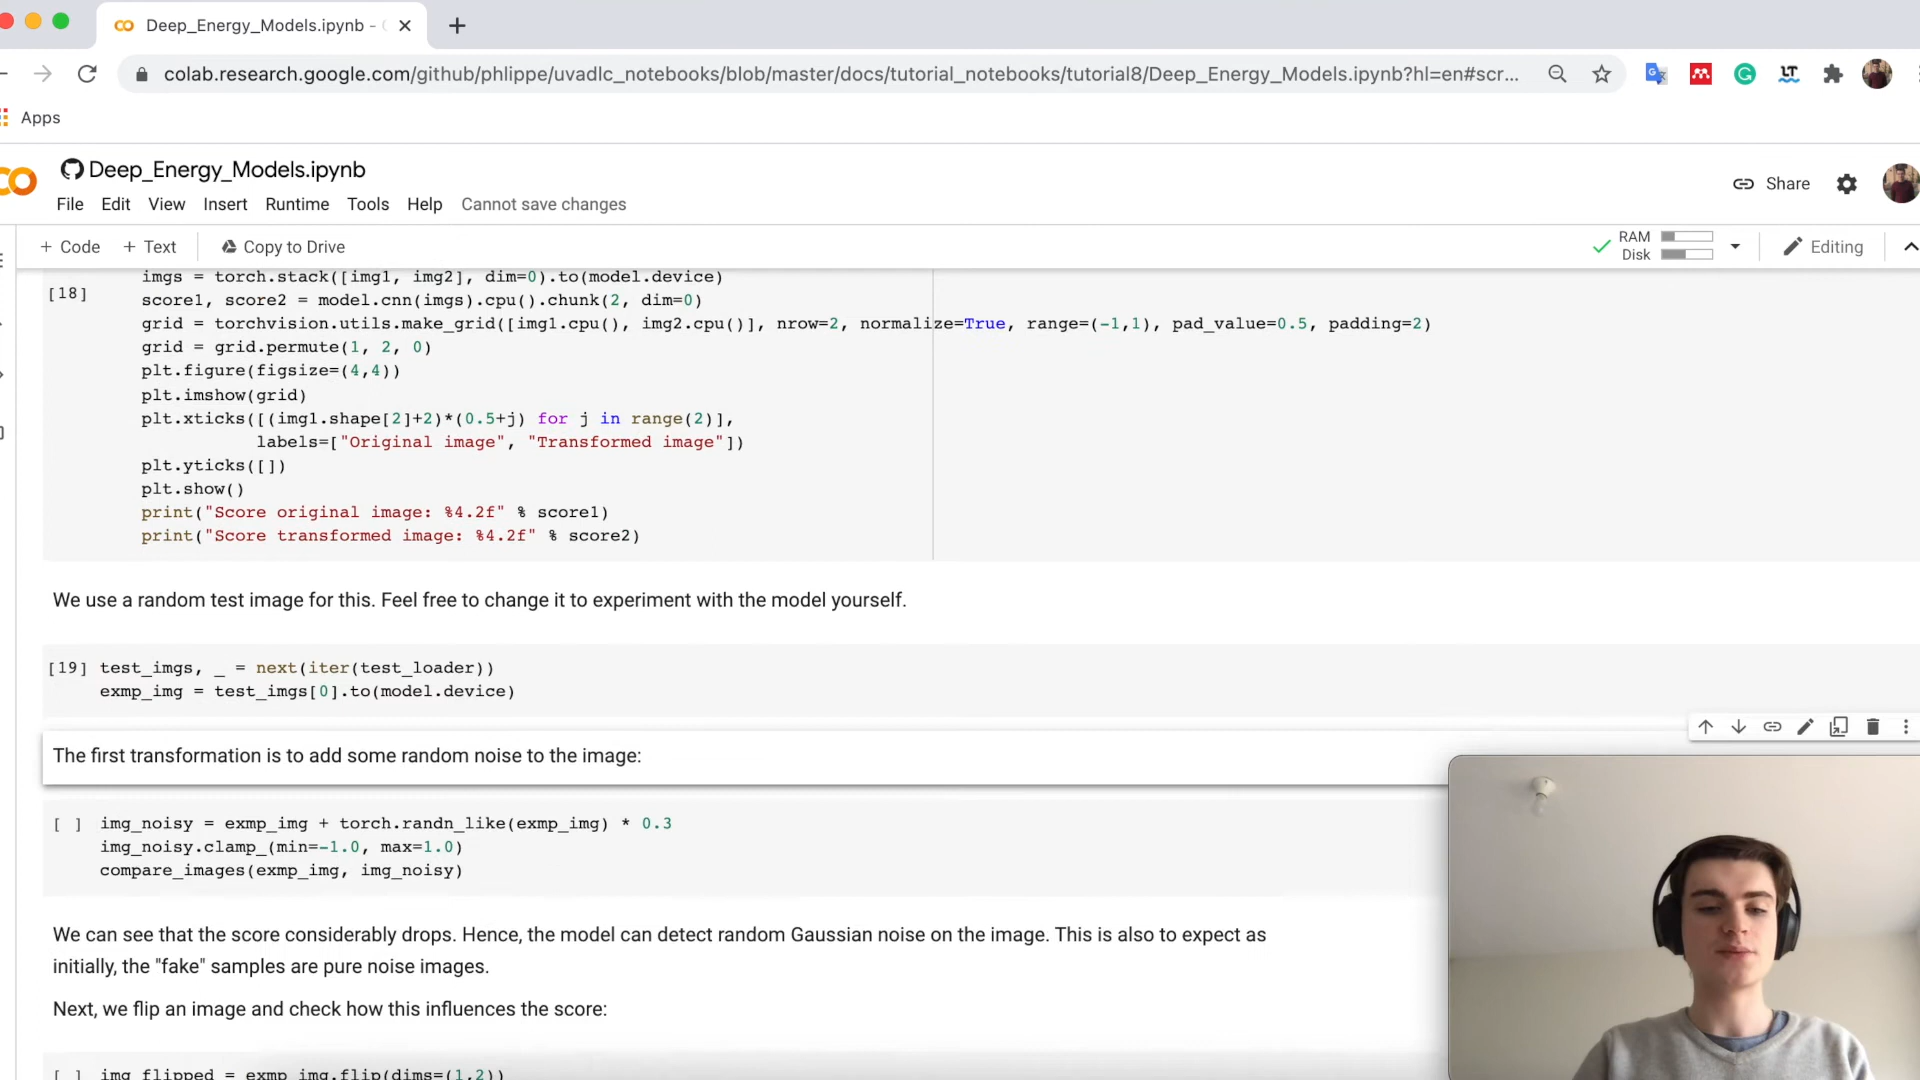 Deep_Energy_Models.ipynb -
colab.research.google.com/github/phlippe/uvadlc_notebooks/blob/master/docs/tutorial_notebooks/tutorial8/Deep_Energy_Models.ipynb?hl=en#scr...
Apps
Deep_Energy_Models.ipynb
File Edit View Insert Runtime Tools Help Cannot save changes
Share
+ Code + Text Copy to Drive
RAM
Disk
Editing
imgs = torch.stack([img1, img2], dim=0).to(model.device)
[18]
score1, score2 = model.cnn(imgs).cpu().chunk(2, dim=0)
grid = torchvision.utils.make_grid([img1.cpu(), img2.cpu()], nrow=2, normalize=True, range=(-1,1), pad_value=0.5, padding=2)
grid = grid.permute(1, 2, 0)
plt.figure(figsize=(4,4))
plt.imshow(grid)
plt.xticks([(img1.shape[2]+2)*(0.5+j) for j in range(2)],
labels=["Original image", "Transformed image"])
plt.yticks([])
plt.show()
print("Score original image: %4.2f" % score1)
print("Score transformed image: %4.2f" % score2)
We use a random test image for this. Feel free to change it to experiment with the model yourself.
[19] test_imgs, _ = next(iter(test_loader))
exmp_img = test_imgs[0].to(model.device)
The first transformation is to add some random noise to the image:
[ ] img_noisy = exmp_img + torch.randn_like(exmp_img) * 0.3
img_noisy.clamp_(min=-1.0, max=1.0)
compare_images(exmp_img, img_noisy)
We can see that the score considerably drops. Hence, the model can detect random Gaussian noise on the image. This is also to expect as
initially, the "fake" samples are pure noise images.
Next, we flip an image and check how this influences the score:
[ ] img_flipped = exmp_img.flip(dims=(1,2))